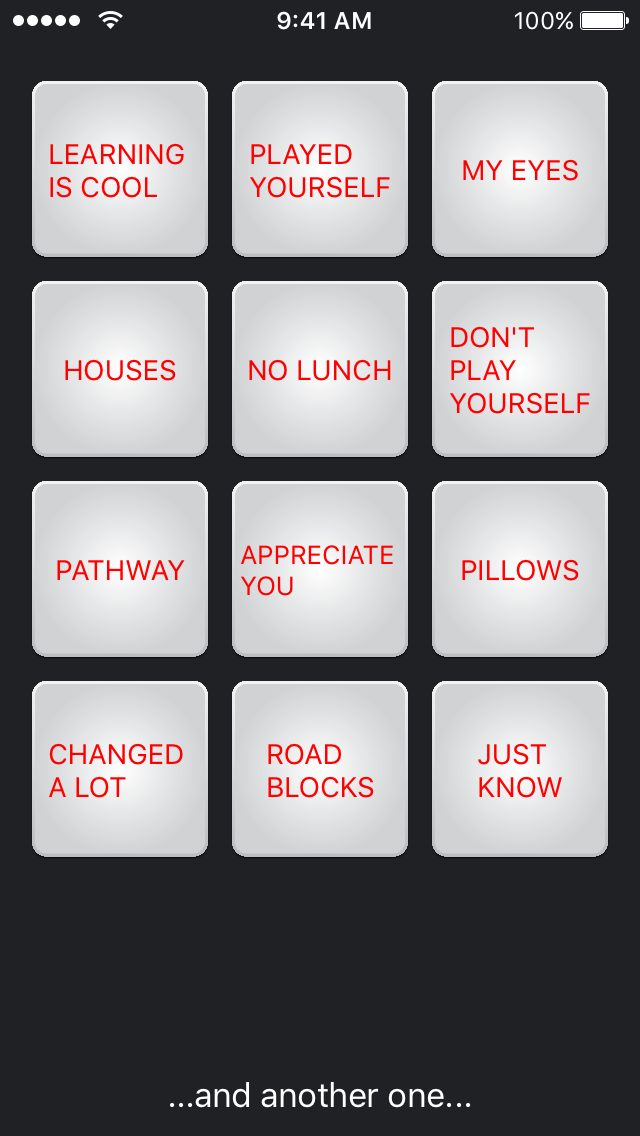 9:41 AM
100%
LEARNING
IS COOL
PLAYED
YOURSELF
MY EYES
HOUSES
NO LUNCH
DON'T
PLAY
YOURSELF
PATHWAY
APPRECIATE
YOU
PILLOWS
CHANGED
A LOT
ROAD
BLOCKS
JUST
KNOW
...and another one...